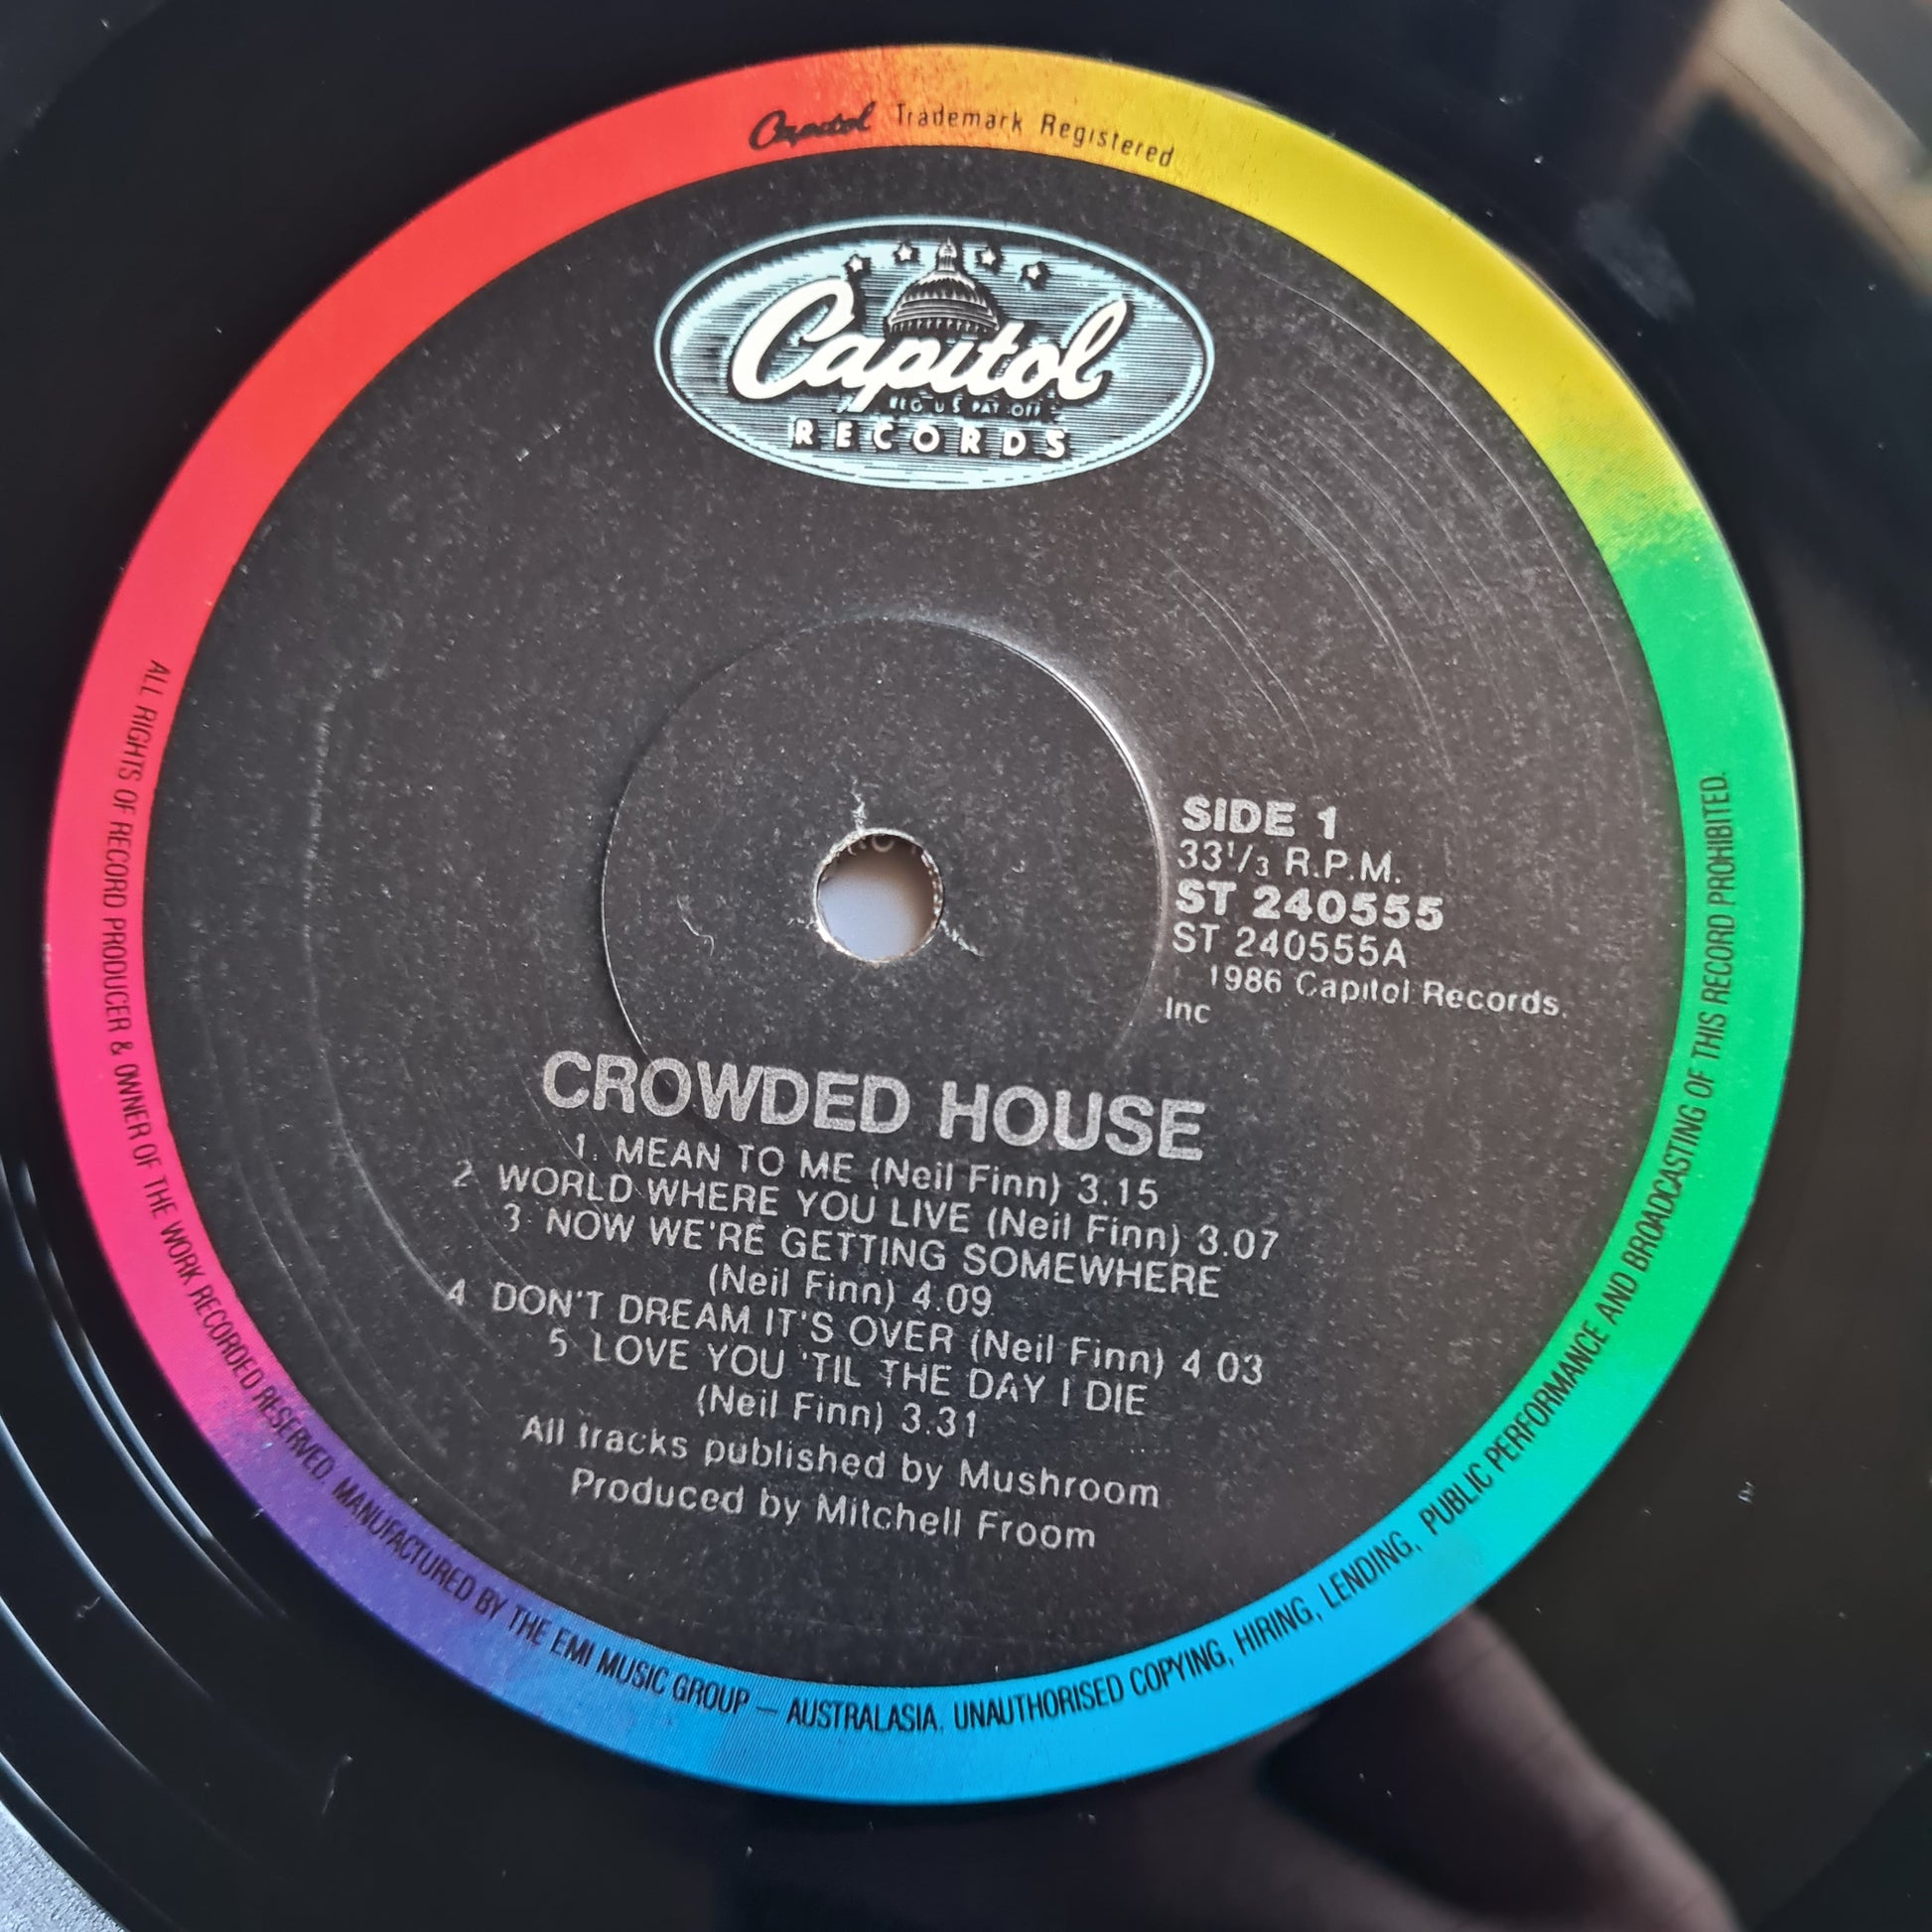 Capitol Trademark Registered
Capitol
REG. U.S. PAT. OFF.
RECORDS
SIDE 1
33 1/3 R.P.M.
ST 240555
ST 240555A
1986 Capitol Records,
Inc
CROWDED HOUSE
1. MEAN TO ME (Neil Finn) 3.15
2 WORLD WHERE YOU LIVE (Neil Finn) 3.07
3 NOW WE'RE GETTING SOMEWHERE
(Neil Finn) 4.09
4 DON'T DREAM IT'S OVER (Neil Finn) 4 03
5 LOVE YOU 'TIL THE DAY I DIE
(Neil Finn) 3.31
All tracks published by Mushroom
Produced by Mitchell Froom
ALL RIGHTS OF RECORD PRODUCER & OWNER OF THE WORK RECORDED RESERVED. MANUFACTURED BY THE EMI MUSIC GROUP — AUSTRALASIA. UNAUTHORISED COPYING, HIRING, LENDING, PUBLIC PERFORMANCE AND BROADCASTING OF THIS RECORD PROHIBITED.